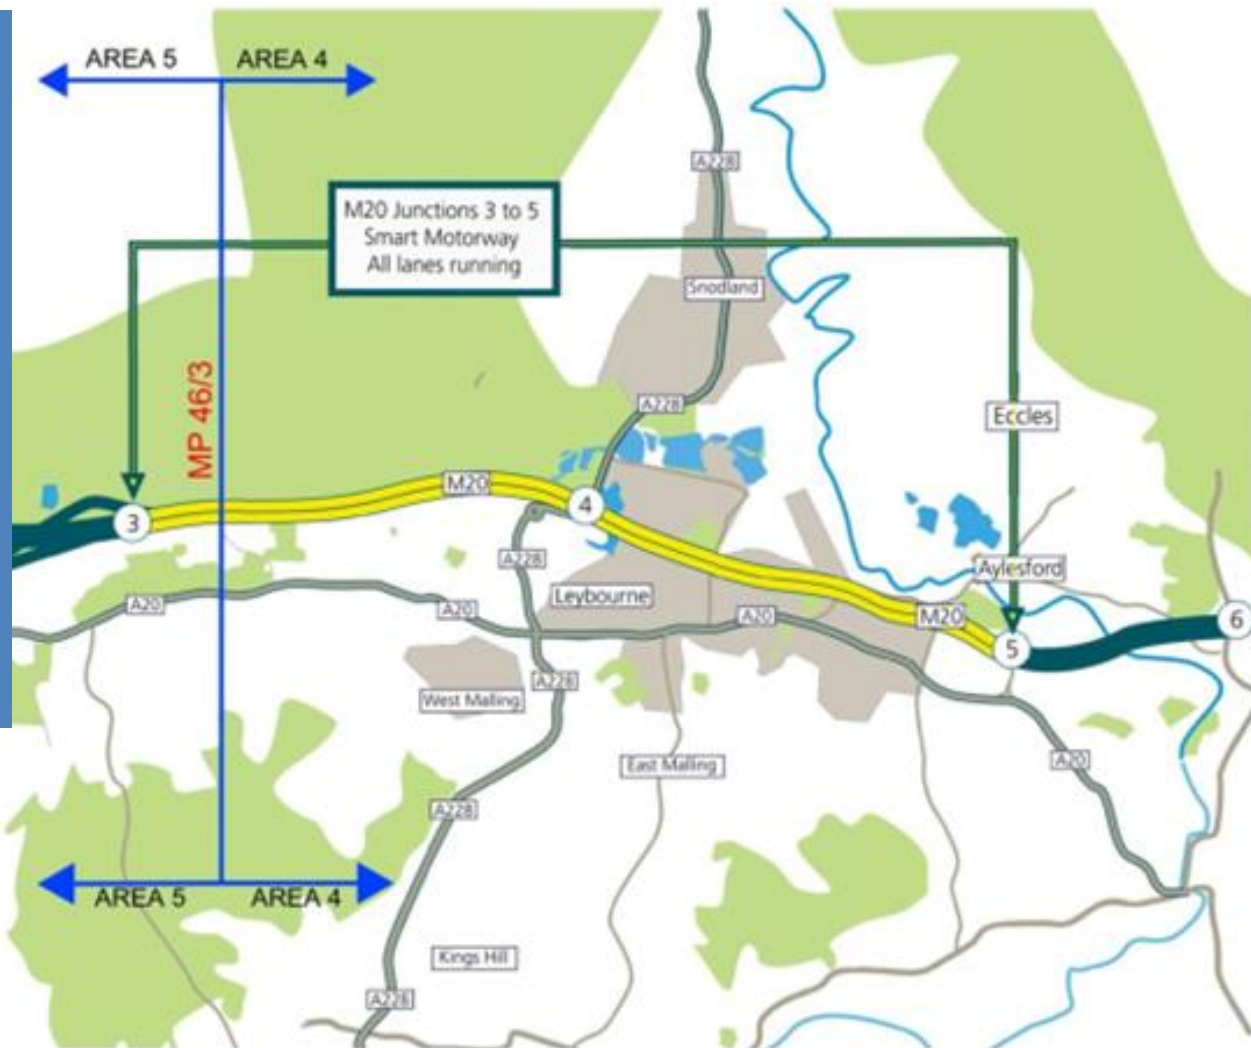 AREA 5
AREA 4
A228
M20 Junctions 3 to 5
Smart Motorway
All lanes running
Snodland
MP 46/3
A228
Eccles
M20
4
3
A228
Aylesford
Leybourne
A20
A20
A20
M20
6
5
A228
West Malling
East Malling
A20
A228
AREA 5
AREA 4
Kings Hill
A228